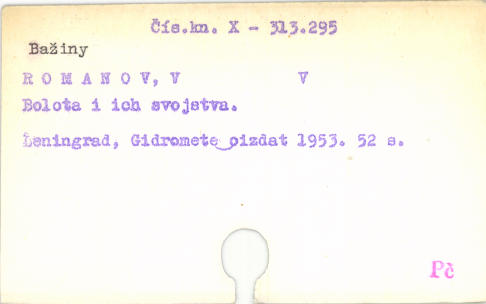 Čís.kn. X - 313.295
Bažiny
R O M A N O V, V V
Bolota i ich svojstva.
Leningrad, Gidrometeoizdat 1953. 52 s.
Pč